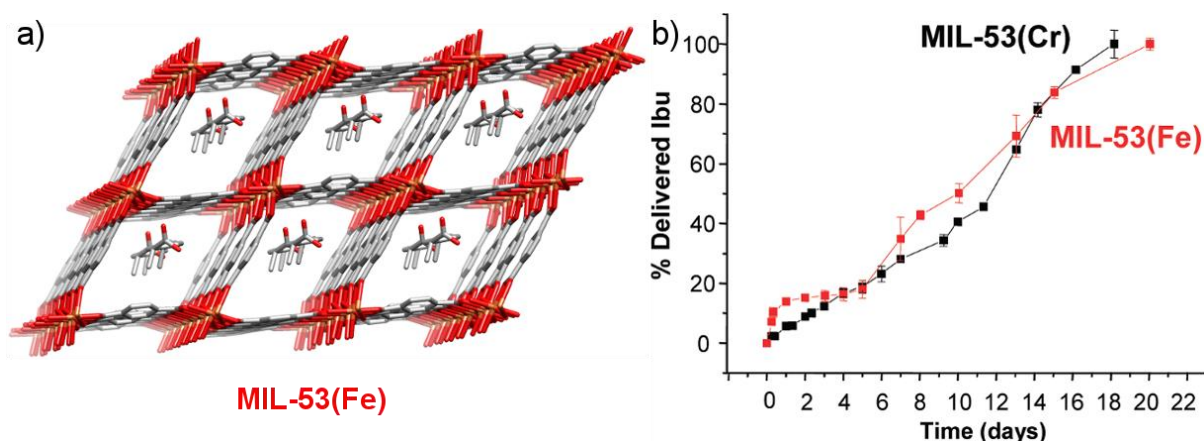 a)
MIL-53(Fe)
b)
% Delivered Ibu
100
80
60
40
20
0
MIL-53(Cr)
MIL-53(Fe)
0 2 4 6 8 10 12 14 16 18 20 22
Time (days)